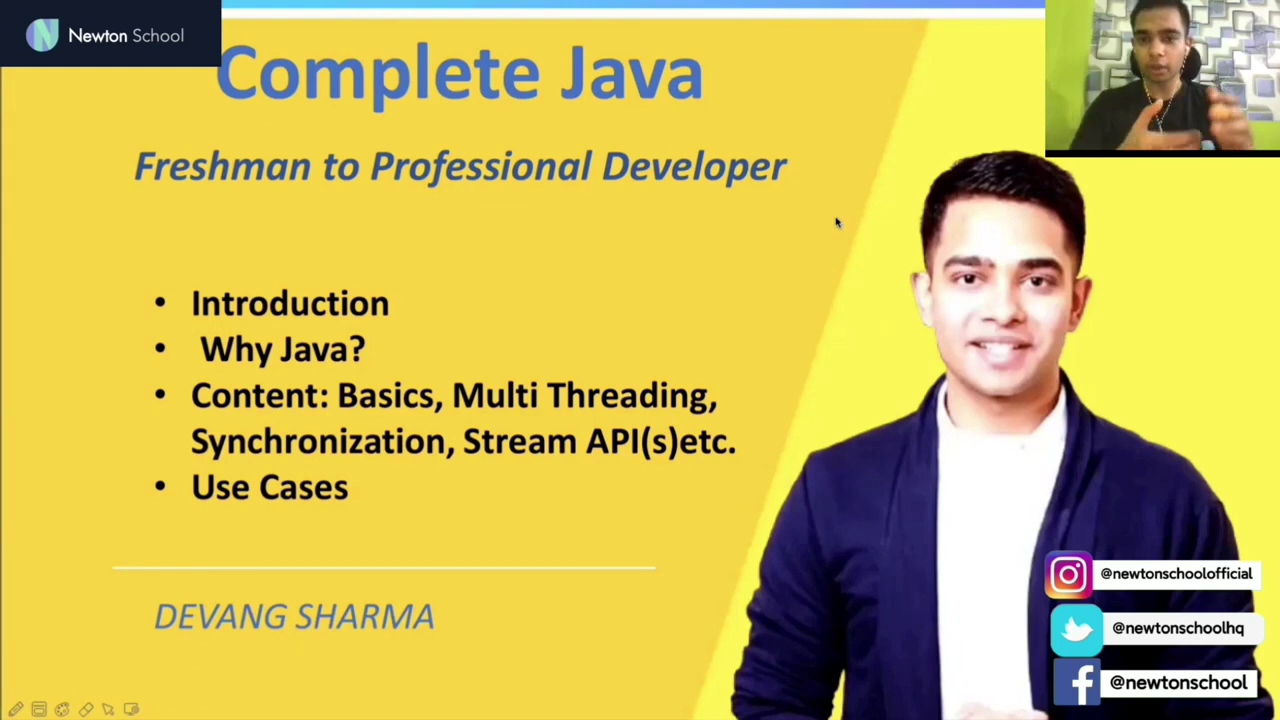 Newton School
Complete Java
Freshman to Professional Developer
• Introduction
• Why Java?
• Content: Basics, Multi Threading,
Synchronization, Stream API(s)etc.
• Use Cases
DEVANG SHARMA
@newtonschoolofficial
@newtonschoolhq
@newtonschool